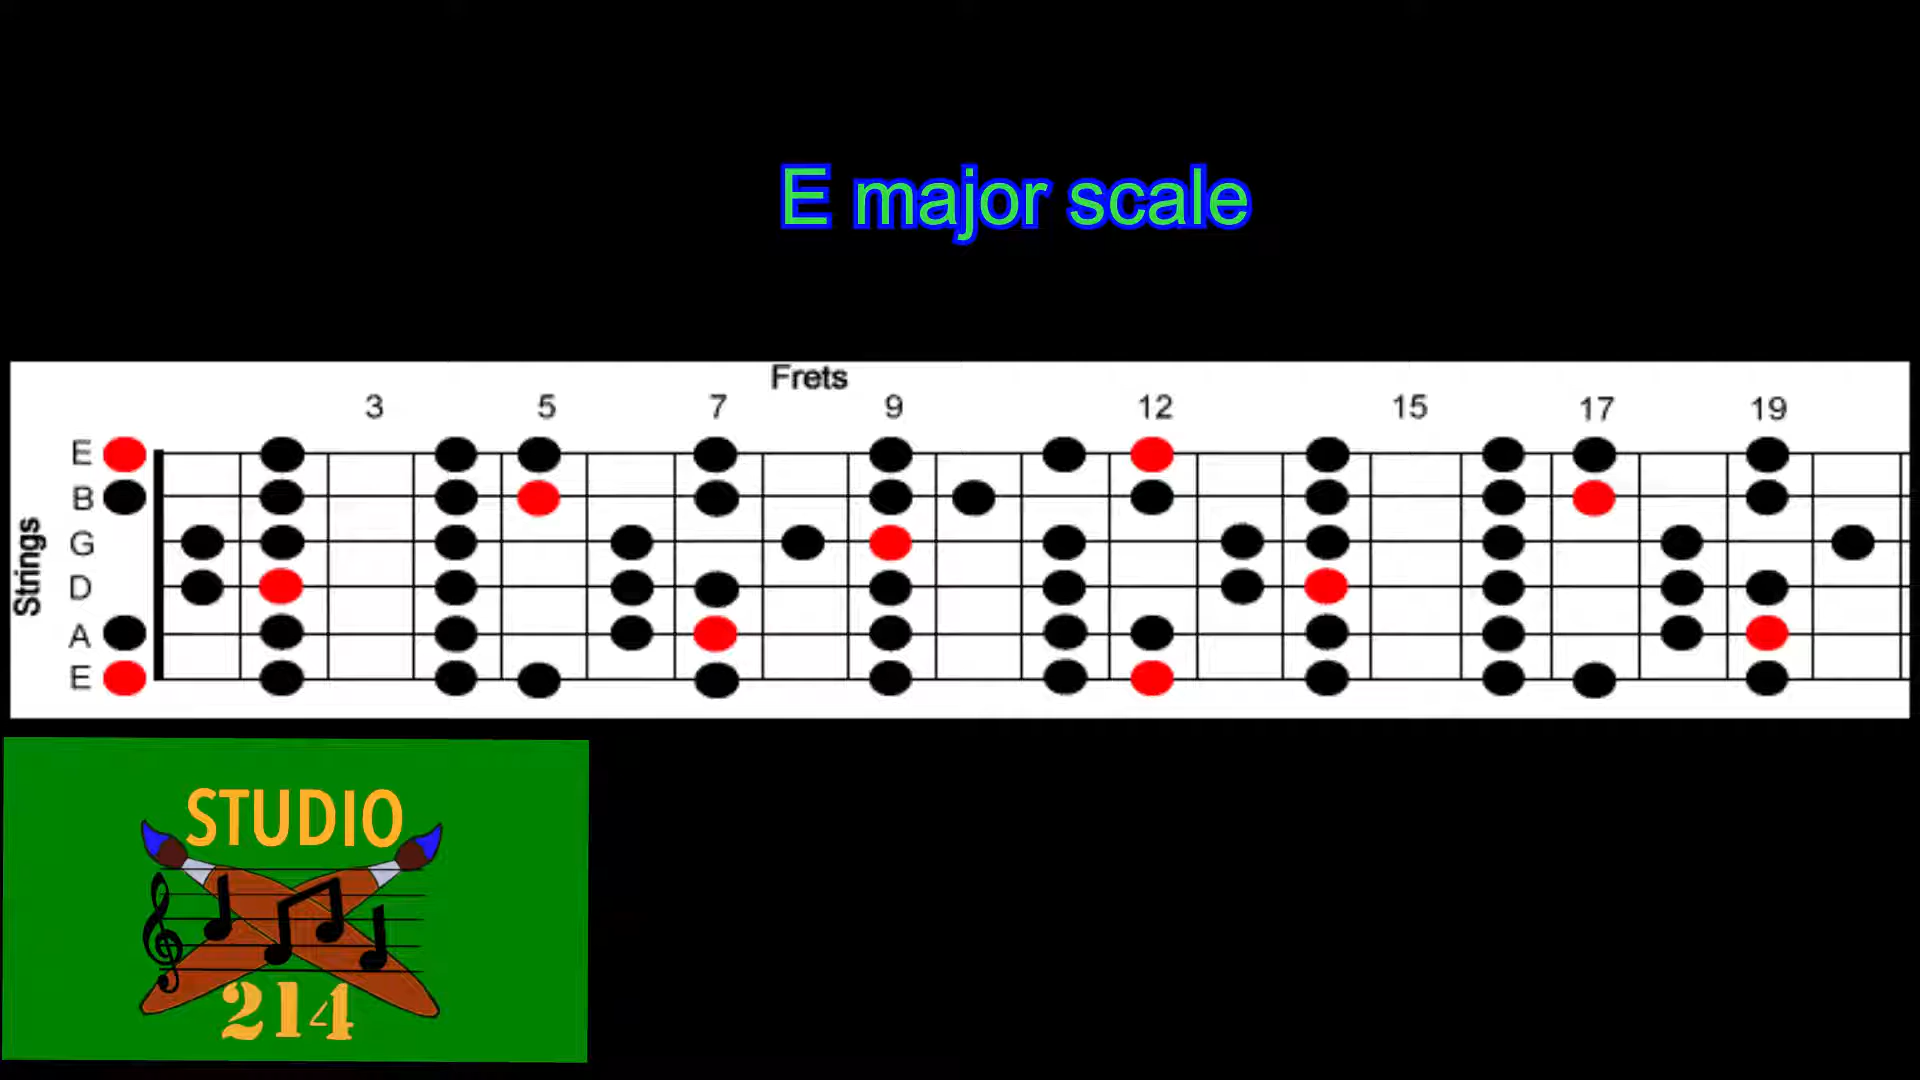 E major scale
Frets
3 5 7 9 12 15 17 19
Strings
E
B
G
D
A
E
STUDIO
214